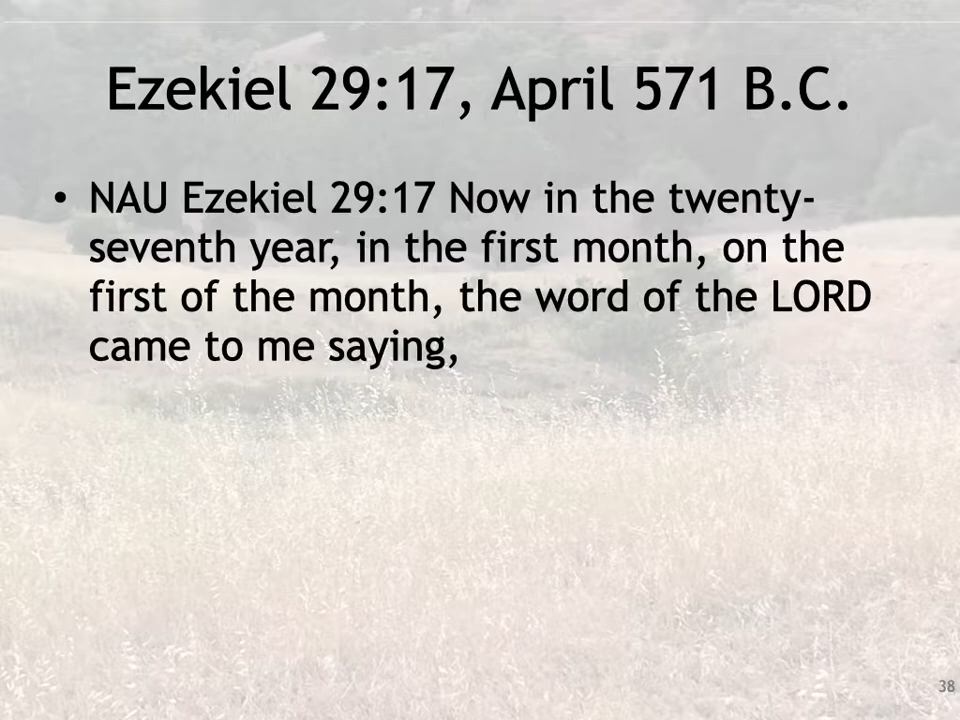 Ezekiel 29:17, April 571 B.C.
• NAU Ezekiel 29:17 Now in the twenty-
seventh year, in the first month, on the
first of the month, the word of the LORD
came to me saying,
38